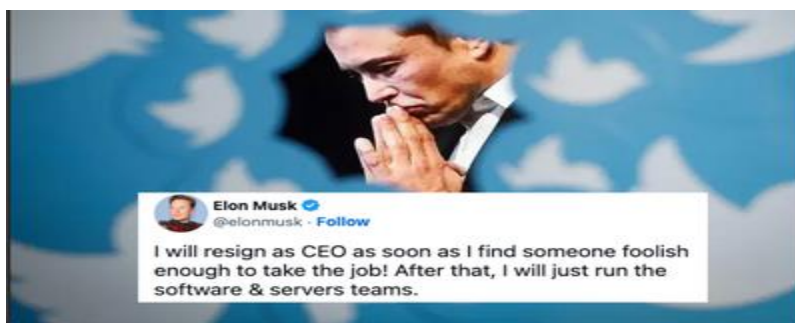 Elon Musk
@elonmusk · Follow
I will resign as CEO as soon as I find someone foolish
enough to take the job! After that, I will just run the
software & servers teams.